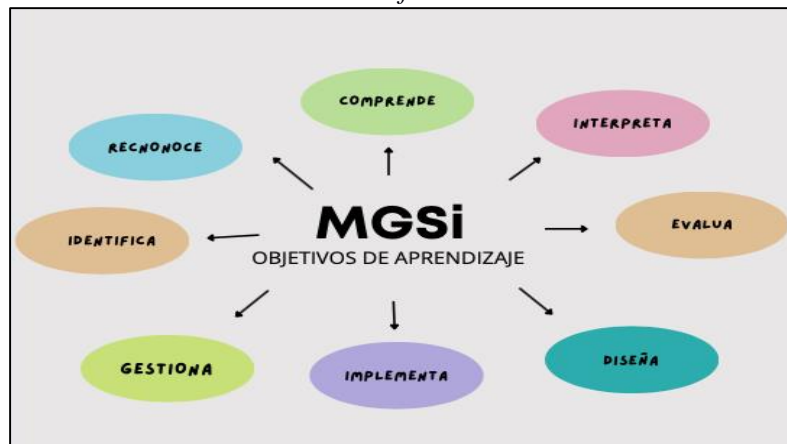 COMPRENDE
INTERPRETA
RECNONOCE
MGSi
OBJETIVOS DE APRENDIZAJE
EVALUA
IDENTIFICA
GESTIONA
IMPLEMENTA
DISEÑA